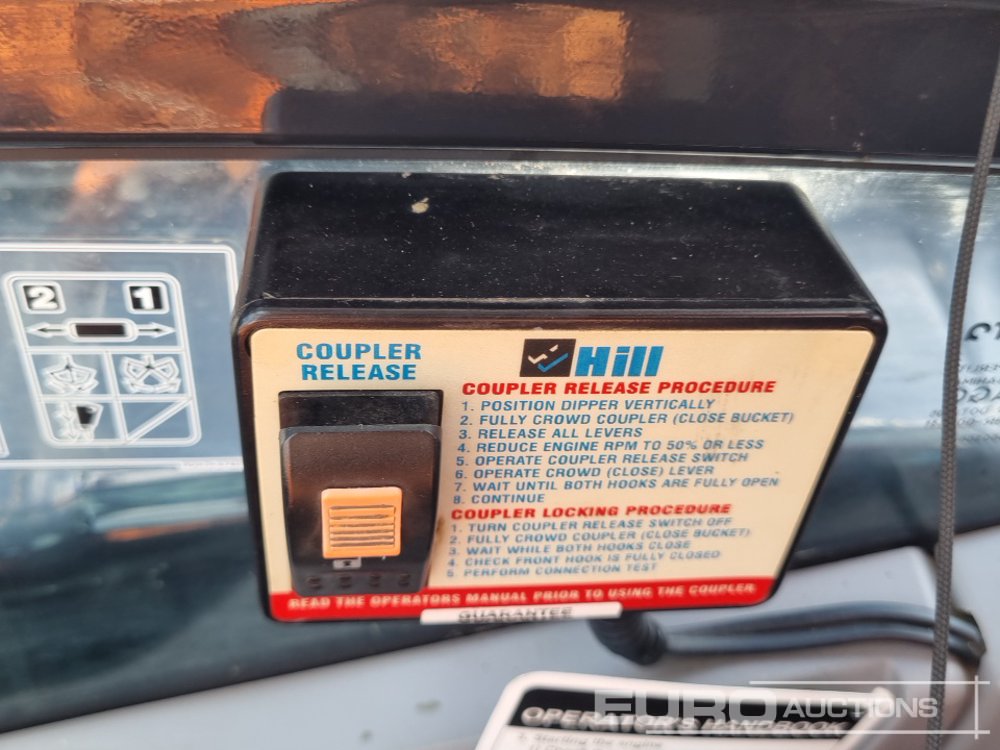 2 1
COUPLER
RELEASE
Hill
COUPLER RELEASE PROCEDURE
1. POSITION DIPPER VERTICALLY
2. FULLY CROWD COUPLER (CLOSE BUCKET)
3. RELEASE ALL LEVERS
4. REDUCE ENGINE RPM TO 50% OR LESS
5. OPERATE COUPLER RELEASE SWITCH
6. OPERATE CROWD (CLOSE) LEVER
7. WAIT UNTIL BOTH HOOKS ARE FULLY OPEN
8. CONTINUE
COUPLER LOCKING PROCEDURE
1. TURN COUPLER RELEASE SWITCH OFF
2. FULLY CROWD COUPLER (CLOSE BUCKET)
3. WAIT WHILE BOTH HOOKS CLOSE
4. CHECK FRONT HOOK IS FULLY CLOSED
5. PERFORM CONNECTION TEST
READ THE OPERATORS MANUAL PRIOR TO USING THE COUPLER
GUARANTEE
OPERATOR'S HANDBOOK
Starting the engine
EURO AUCTIONS